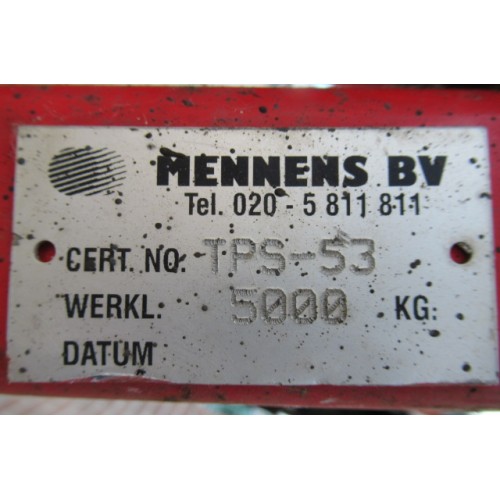 MENNENS BV
Tel. 020 - 5 811 811
CERT. NO. TPS-53
WERKL: 5000 KG:
DATUM